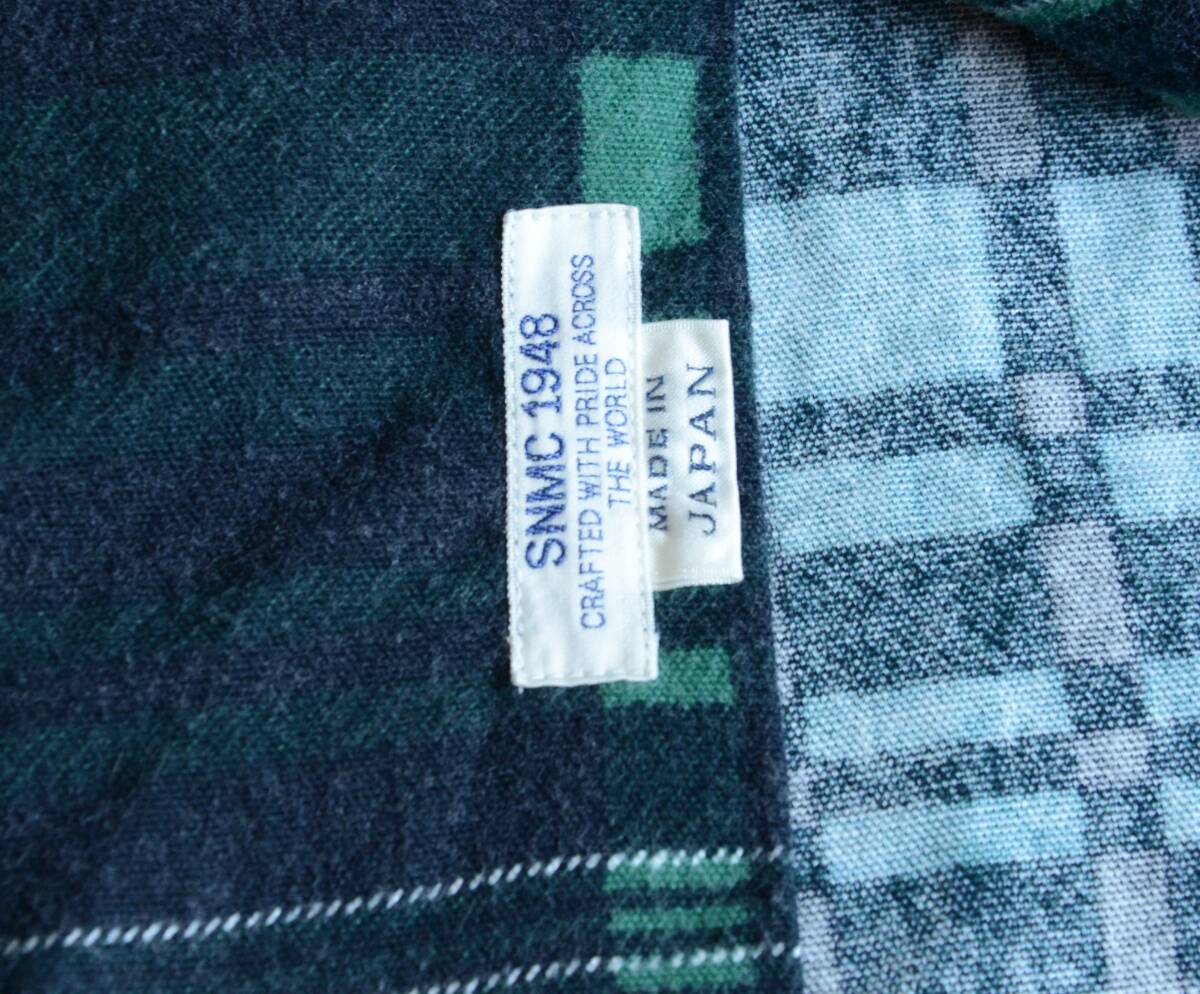 SNMC 1948
CRAFTED WITH PRIDE ACROSS
THE WORLD
MADE IN
JAPAN